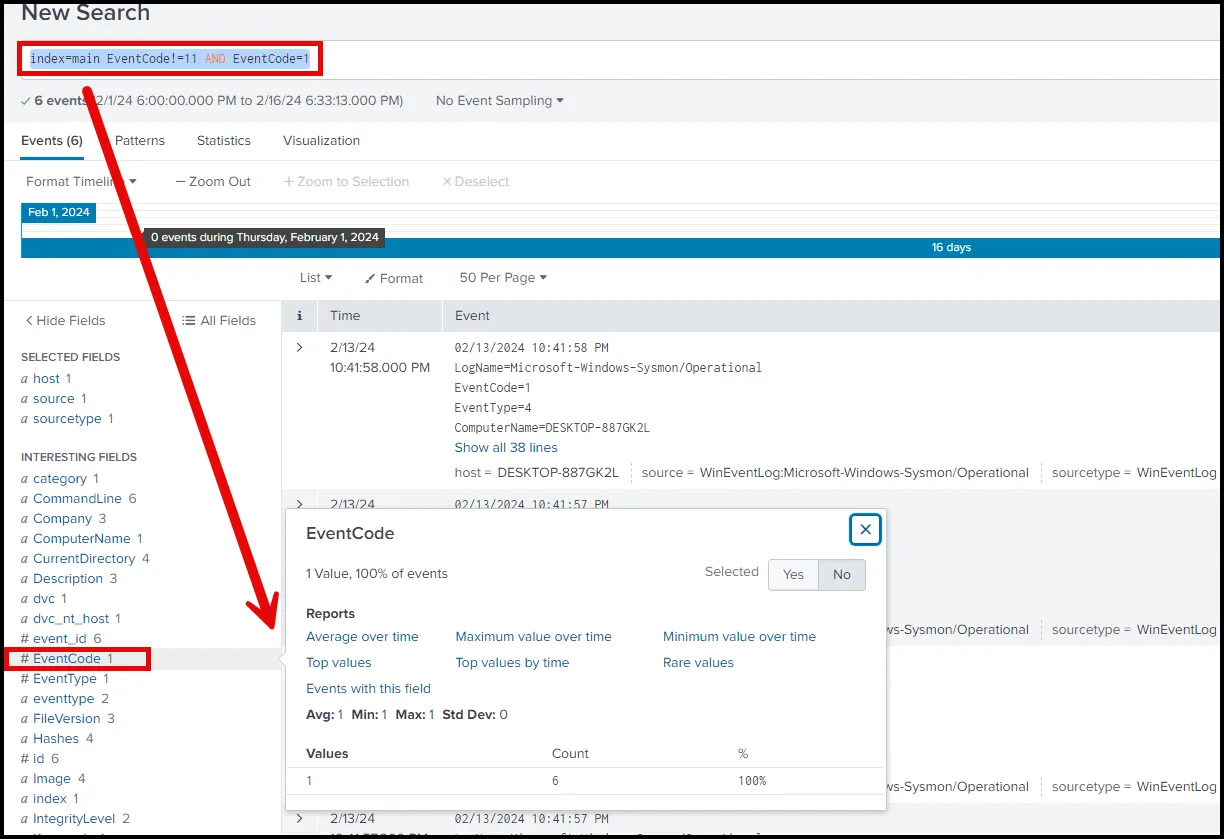 New Search
index=main EventCode!=11 AND EventCode=1
6 events (2/1/24 6:00:00.000 PM to 2/16/24 6:33:13.000 PM) No Event Sampling
Events (6) Patterns Statistics Visualization
Format Timeline — Zoom Out + Zoom to Selection × Deselect
Feb 1, 2024
0 events during Thursday, February 1, 2024
16 days
List Format 50 Per Page
Hide Fields All Fields
i Time Event
SELECTED FIELDS
a host 1
a source 1
a sourcetype 1
INTERESTING FIELDS
a category 1
a CommandLine 6
a Company 3
a ComputerName 1
a CurrentDirectory 4
a Description 3
a dvc 1
a dvc_nt_host 1
# event_id 6
# EventCode 1
# EventType 1
a eventtype 2
a FileVersion 3
a Hashes 4
# id 6
a Image 4
a index 1
a IntegrityLevel 2
2/13/24
10:41:58.000 PM
02/13/2024 10:41:58 PM
LogName=Microsoft-Windows-Sysmon/Operational
EventCode=1
EventType=4
ComputerName=DESKTOP-887GK2L
Show all 38 lines
host = DESKTOP-887GK2L source = WinEventLog:Microsoft-Windows-Sysmon/Operational sourcetype = WinEventLog
2/13/24 02/13/2024 10:41:57 PM
EventCode
1 Value, 100% of events
Selected Yes No
Reports
Average over time Maximum value over time Minimum value over time
Top values Top values by time Rare values
Events with this field
Avg: 1 Min: 1 Max: 1 Std Dev: 0
Values Count %
1 6 100%
ws-Sysmon/Operational sourcetype = WinEventLog
ws-Sysmon/Operational sourcetype = WinEventLog
2/13/24 02/13/2024 10:41:57 PM